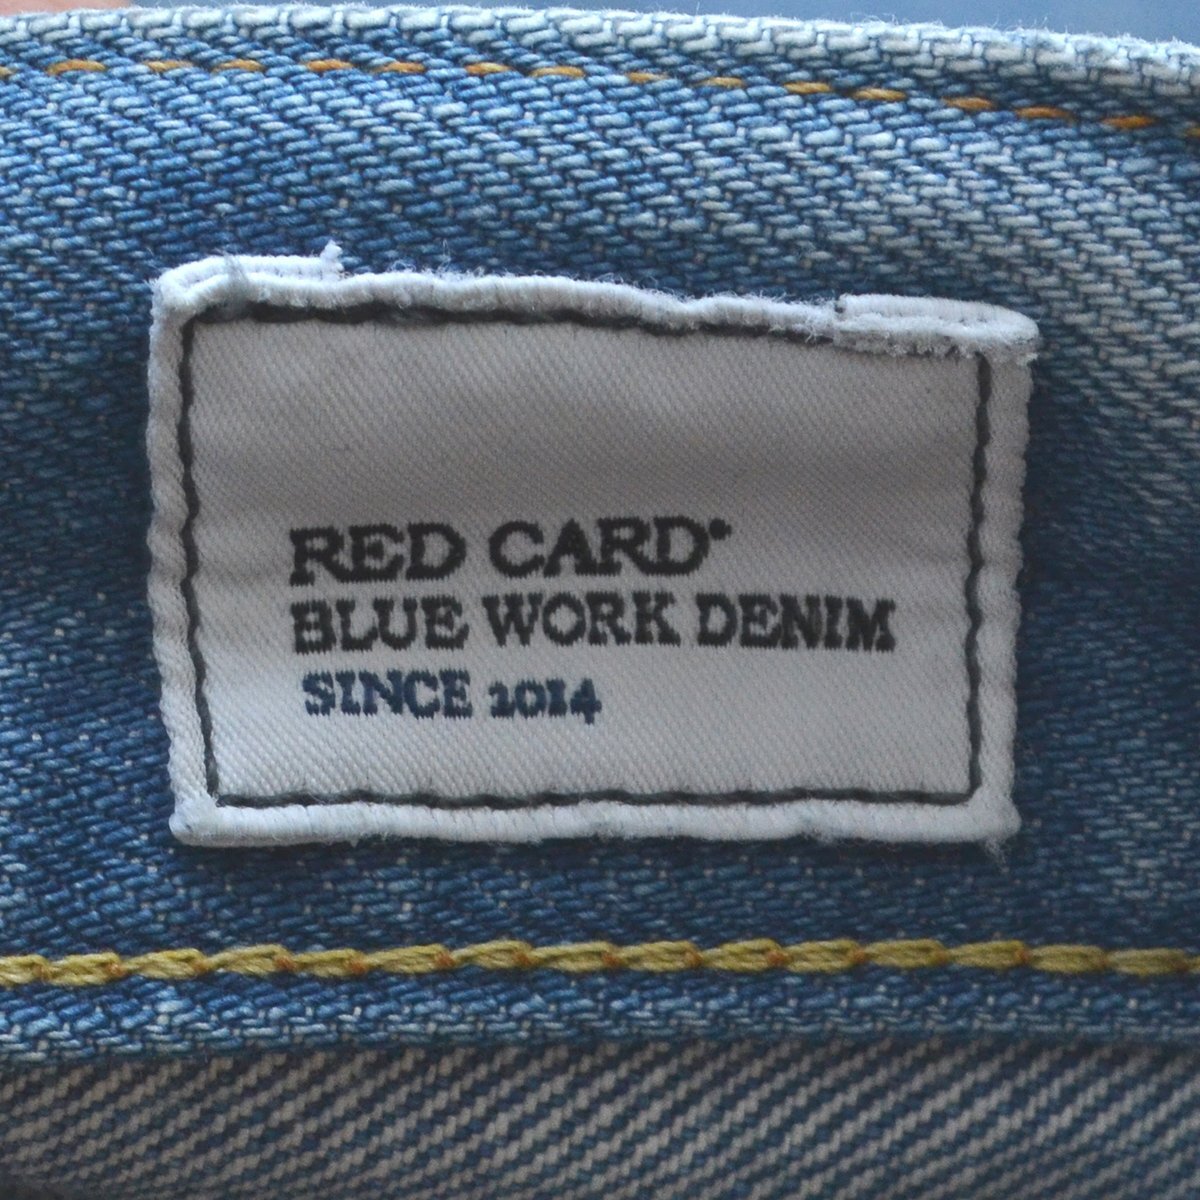 RED CARD•
BLUE WORK DENIM
SINCE 2014